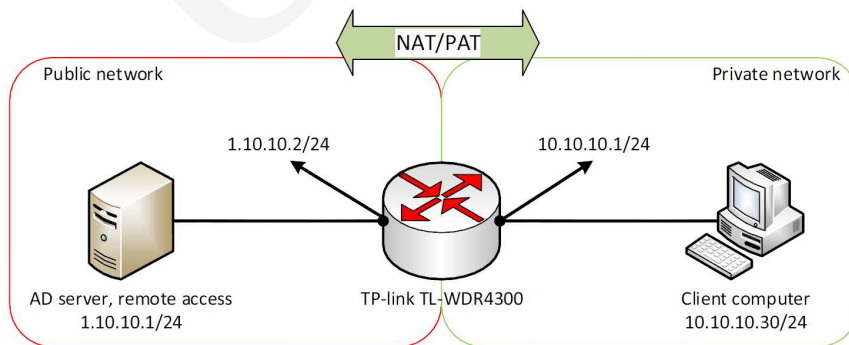 NAT/PAT
Public network
Private network
1.10.10.2/24
10.10.10.1/24
AD server, remote access
1.10.10.1/24
TP-link TL-WDR4300
Client computer
10.10.10.30/24